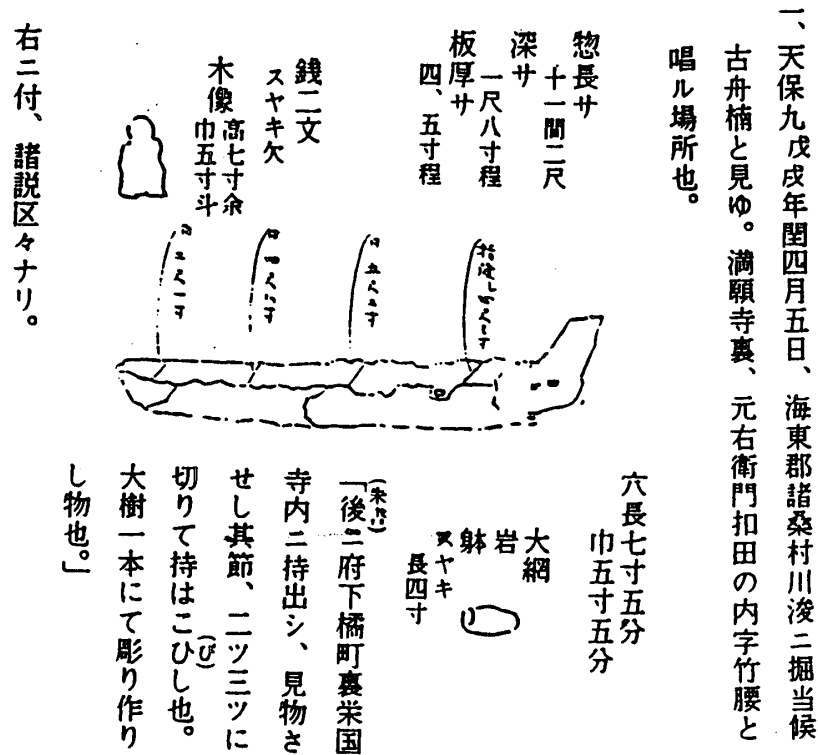 一、天保九戊戌年閏四月五日、海東郡諸桑村川浚ニ掘当候
古舟楠と見ゆ。満願寺裏、元右衛門扣田の内字竹腰と
唱ル場所也。
惣長サ
十一間二尺
深サ
一尺八寸程
板厚サ
四、五寸程
銭二文
スヤキ欠
木像
高七寸余
巾五寸斗
穴長七寸五分
巾五寸五分
大網
岩
躰
スヤキ
長四寸
「後ニ府下橘町裏栄国
寺内ニ持出シ、見物さ
せし其節、二ツ三ツに
切りて持はこひし也。
(び)
大樹一本にて彫り作り
し物也。」
右ニ付、諸説区々ナリ。